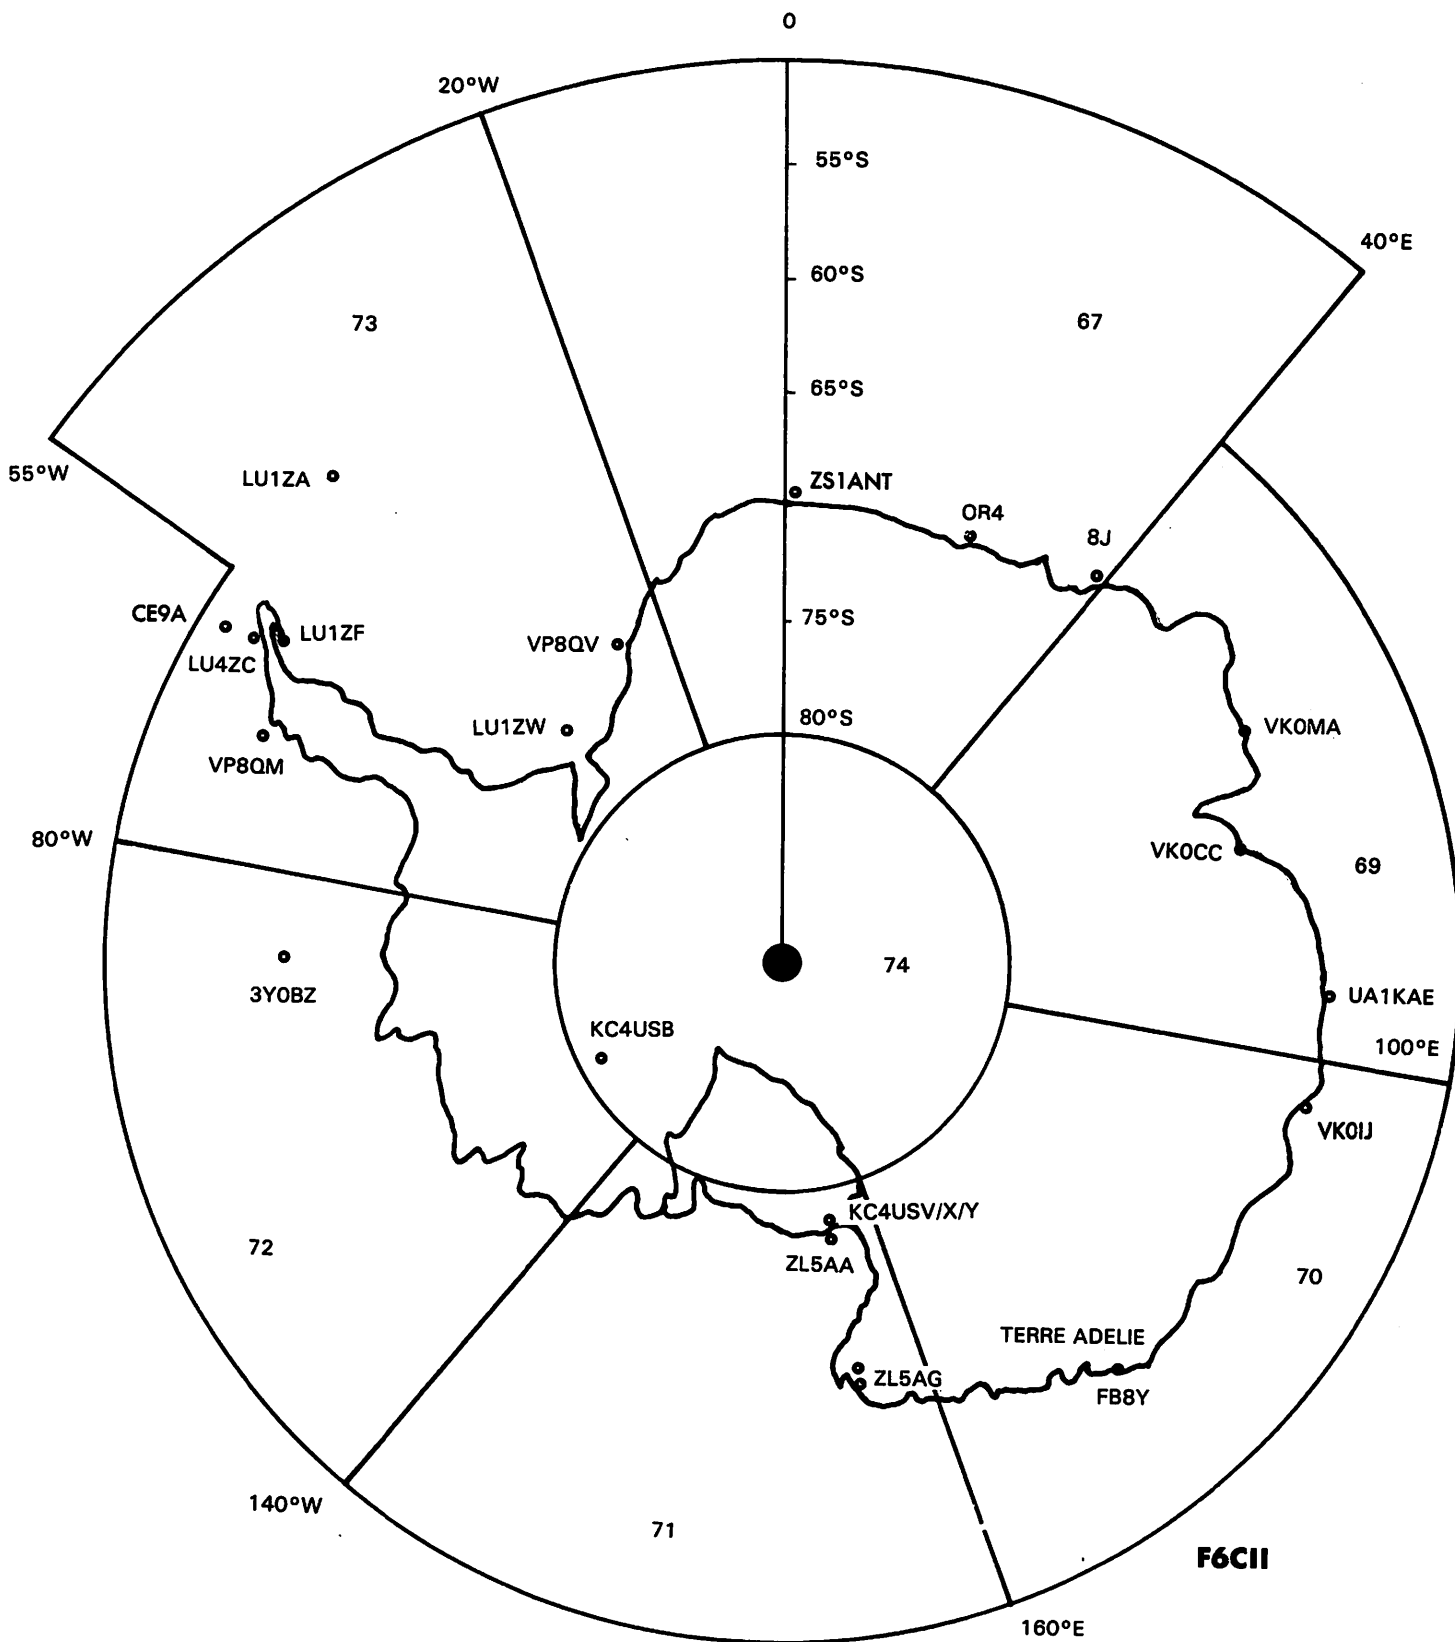 0
20°W
55°S
40°E
60°S
73
67
65°S
55°W
LU1ZA
ZS1ANT
OR4
8J
CE9A
LU1ZF
75°S
VP8QV
LU4ZC
80°S
LU1ZW
VK0MA
VP8QM
80°W
VK0CC
69
74
3Y0BZ
UA1KAE
KC4USB
100°E
VK0IJ
KC4USV/X/Y
72
ZL5AA
70
TERRE ADELIE
ZL5AG
FB8Y
140°W
71
F6CII
160°E